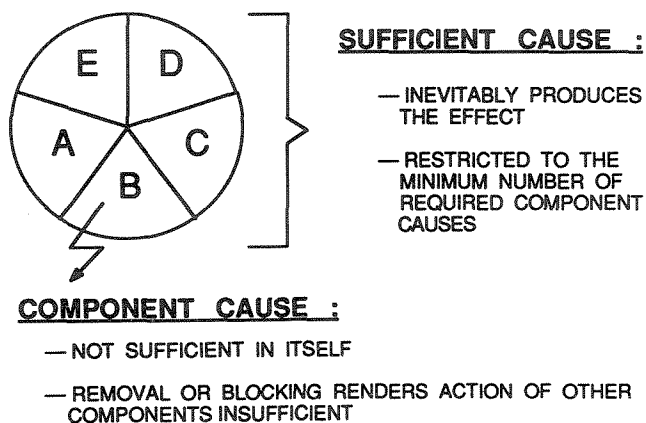 E D
A C
B
SUFFICIENT CAUSE :
— INEVITABLY PRODUCES
THE EFFECT
— RESTRICTED TO THE
MINIMUM NUMBER OF
REQUIRED COMPONENT
CAUSES
COMPONENT CAUSE :
— NOT SUFFICIENT IN ITSELF
— REMOVAL OR BLOCKING RENDERS ACTION OF OTHER
COMPONENTS INSUFFICIENT